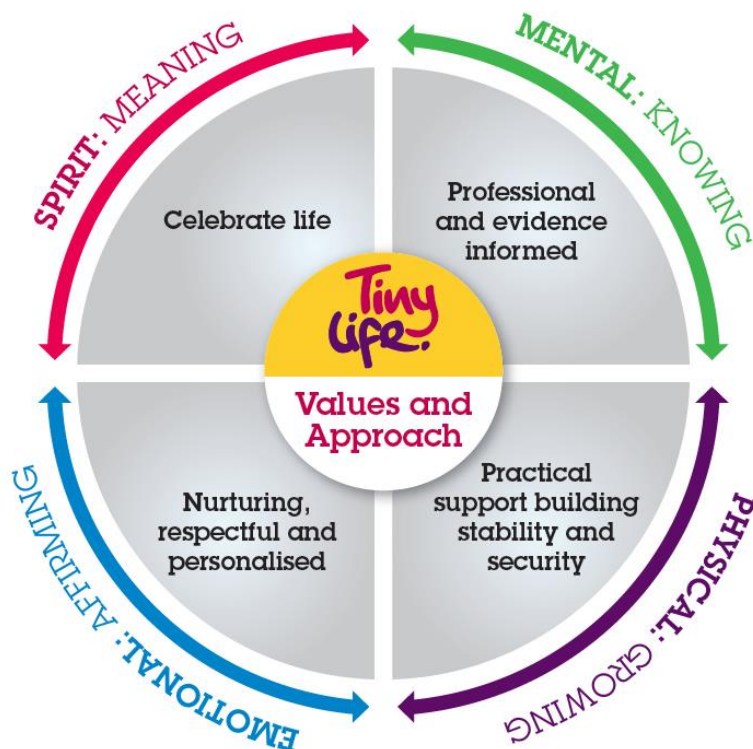 SPIRIT: MEANING
MENTAL: KNOWING
Celebrate life
Professional
and evidence
informed
Tiny
Life.
Values and
Approach
Nurturing,
respectful and
personalised
Practical
support building
stability and
security
EMOTIONAL: AFFIRMING
PHYSICAL: GROWING